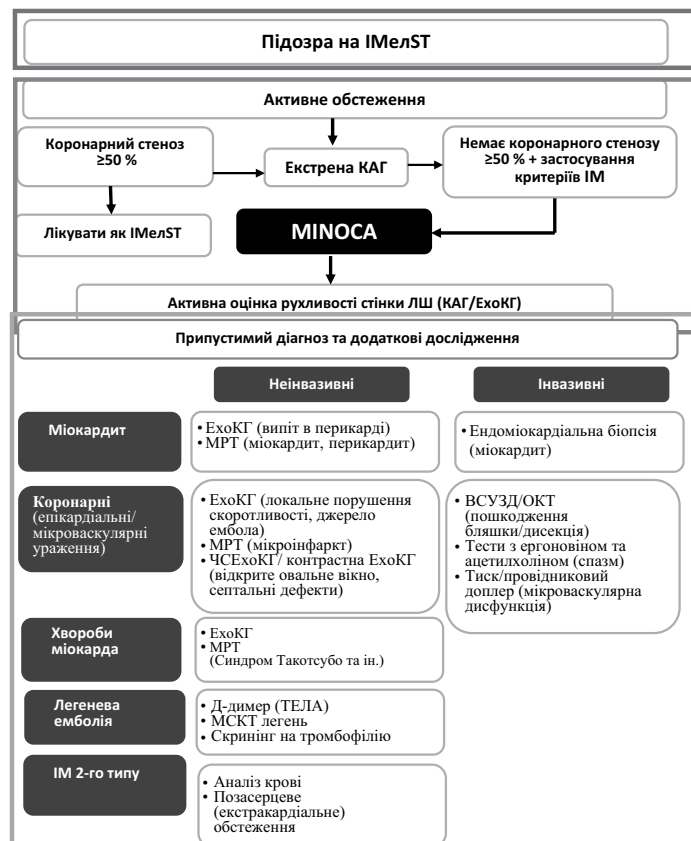 Підозра на ІМелST
Активне обстеження
Коронарний стеноз
≥50 %
Екстрена КАГ
Немає коронарного стенозу
≥50 % + застосування
критеріїв ІМ
Лікувати як ІМелST
MINOCA
Активна оцінка рухливості стінки ЛШ (КАГ/ЕхоКГ)
Припустимий діагноз та додаткові дослідження
Неінвазивні
Інвазивні
Міокардит
• ЕхоКГ (випіт в перикарді)
• МРТ (міокардит, перикардит)
• Ендоміокардіальна біопсія
(міокардит)
Коронарні
(епікардіальні/
мікроваскулярні
ураження)
• ЕхоКГ (локальне порушення
скоротливості, джерело
ембола)
• МРТ (мікроінфаркт)
• ЧСЕхоКГ/ контрастна ЕхоКГ
(відкрите овальне вікно,
септальні дефекти)
• ВСУЗД/ОКТ
(пошкодження
бляшки/дисекція)
• Тести з ергоновіном та
ацетилхоліном (спазм)
• Тиск/провідниковий
доплер (мікроваскулярна
дисфункція)
Хвороби
міокарда
• ЕхоКГ
• МРТ
(Синдром Такотсубо та ін.)
Легенева
емболія
• Д-димер (ТЕЛА)
• МСКТ легень
• Скринінг на тромбофілію
ІМ 2-го типу
• Аналіз крові
• Позасерцеве
(екстракардіальне)
обстеження